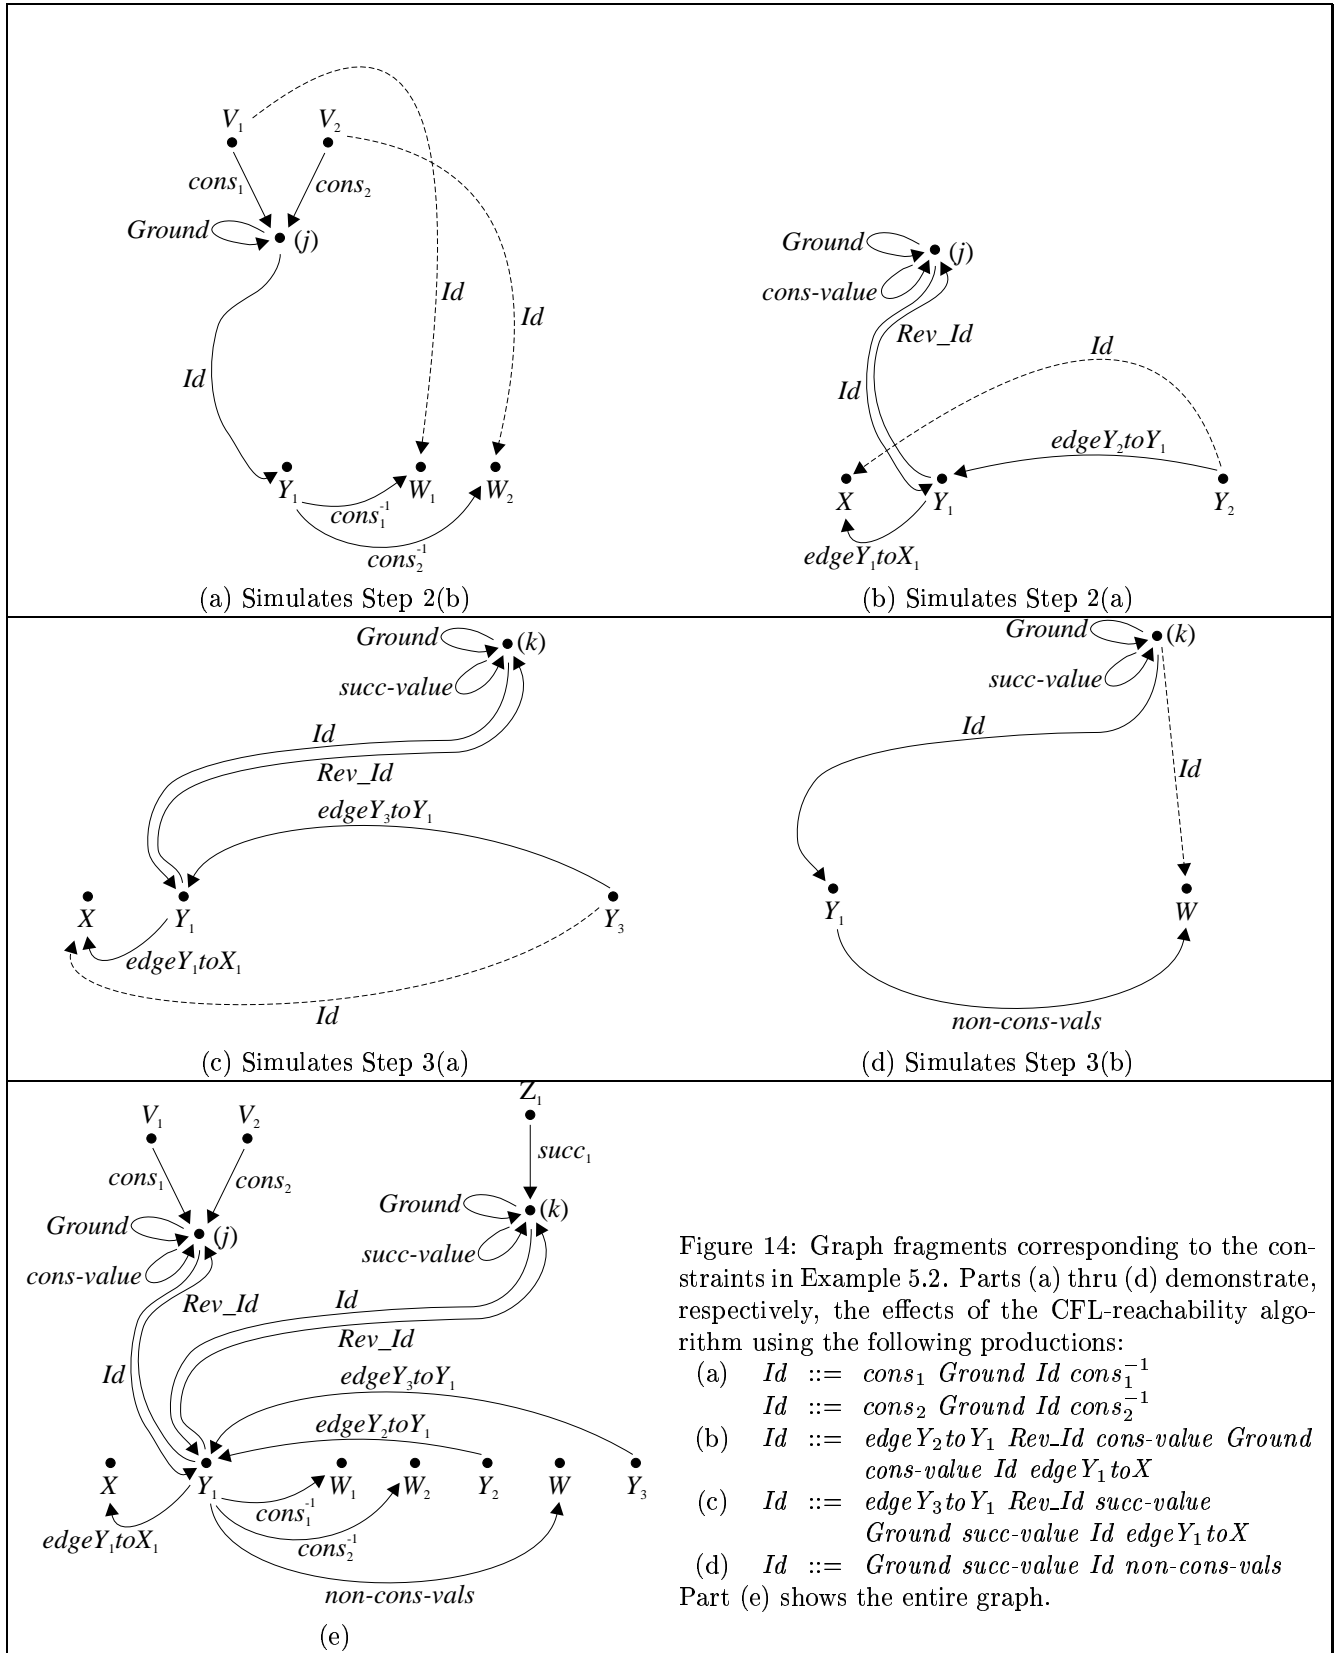 V₁ V₂
cons₁ cons₂
Ground (j)
Id Id
Id
Y₁ W₁ W₂
cons₁⁻¹
cons₂⁻¹
(a) Simulates Step 2(b)
Ground (j)
cons-value
Rev_Id
Id
Id
edgeY₂toY₁
X Y₁ Y₂
edgeY₁toX₁
(b) Simulates Step 2(a)
Ground (k)
succ-value
Id
Rev_Id
edgeY₃toY₁
X Y₁ Y₃
edgeY₁toX₁
Id
(c) Simulates Step 3(a)
Ground (k)
succ-value
Id
Id
Y₁ W
non-cons-vals
(d) Simulates Step 3(b)
V₁ V₂ Z₁
cons₁ cons₂ succ₁
Ground (j) Ground (k)
cons-value succ-value
Rev_Id Id
Rev_Id
Id edgeY₃toY₁
edgeY₂toY₁
X Y₁ W₁ W₂ Y₂ W Y₃
edgeY₁toX₁ cons₁⁻¹
cons₂⁻¹
non-cons-vals
(e)
Figure 14: Graph fragments corresponding to the con-
straints in Example 5.2. Parts (a) thru (d) demonstrate,
respectively, the effects of the CFL-reachability algo-
rithm using the following productions:
(a) Id ::= cons₁ Ground Id cons₁⁻¹
Id ::= cons₂ Ground Id cons₂⁻¹
(b) Id ::= edgeY₂toY₁ Rev_Id cons-value Ground
cons-value Id edgeY₁toX
(c) Id ::= edgeY₃toY₁ Rev_Id succ-value
Ground succ-value Id edgeY₁toX
(d) Id ::= Ground succ-value Id non-cons-vals
Part (e) shows the entire graph.